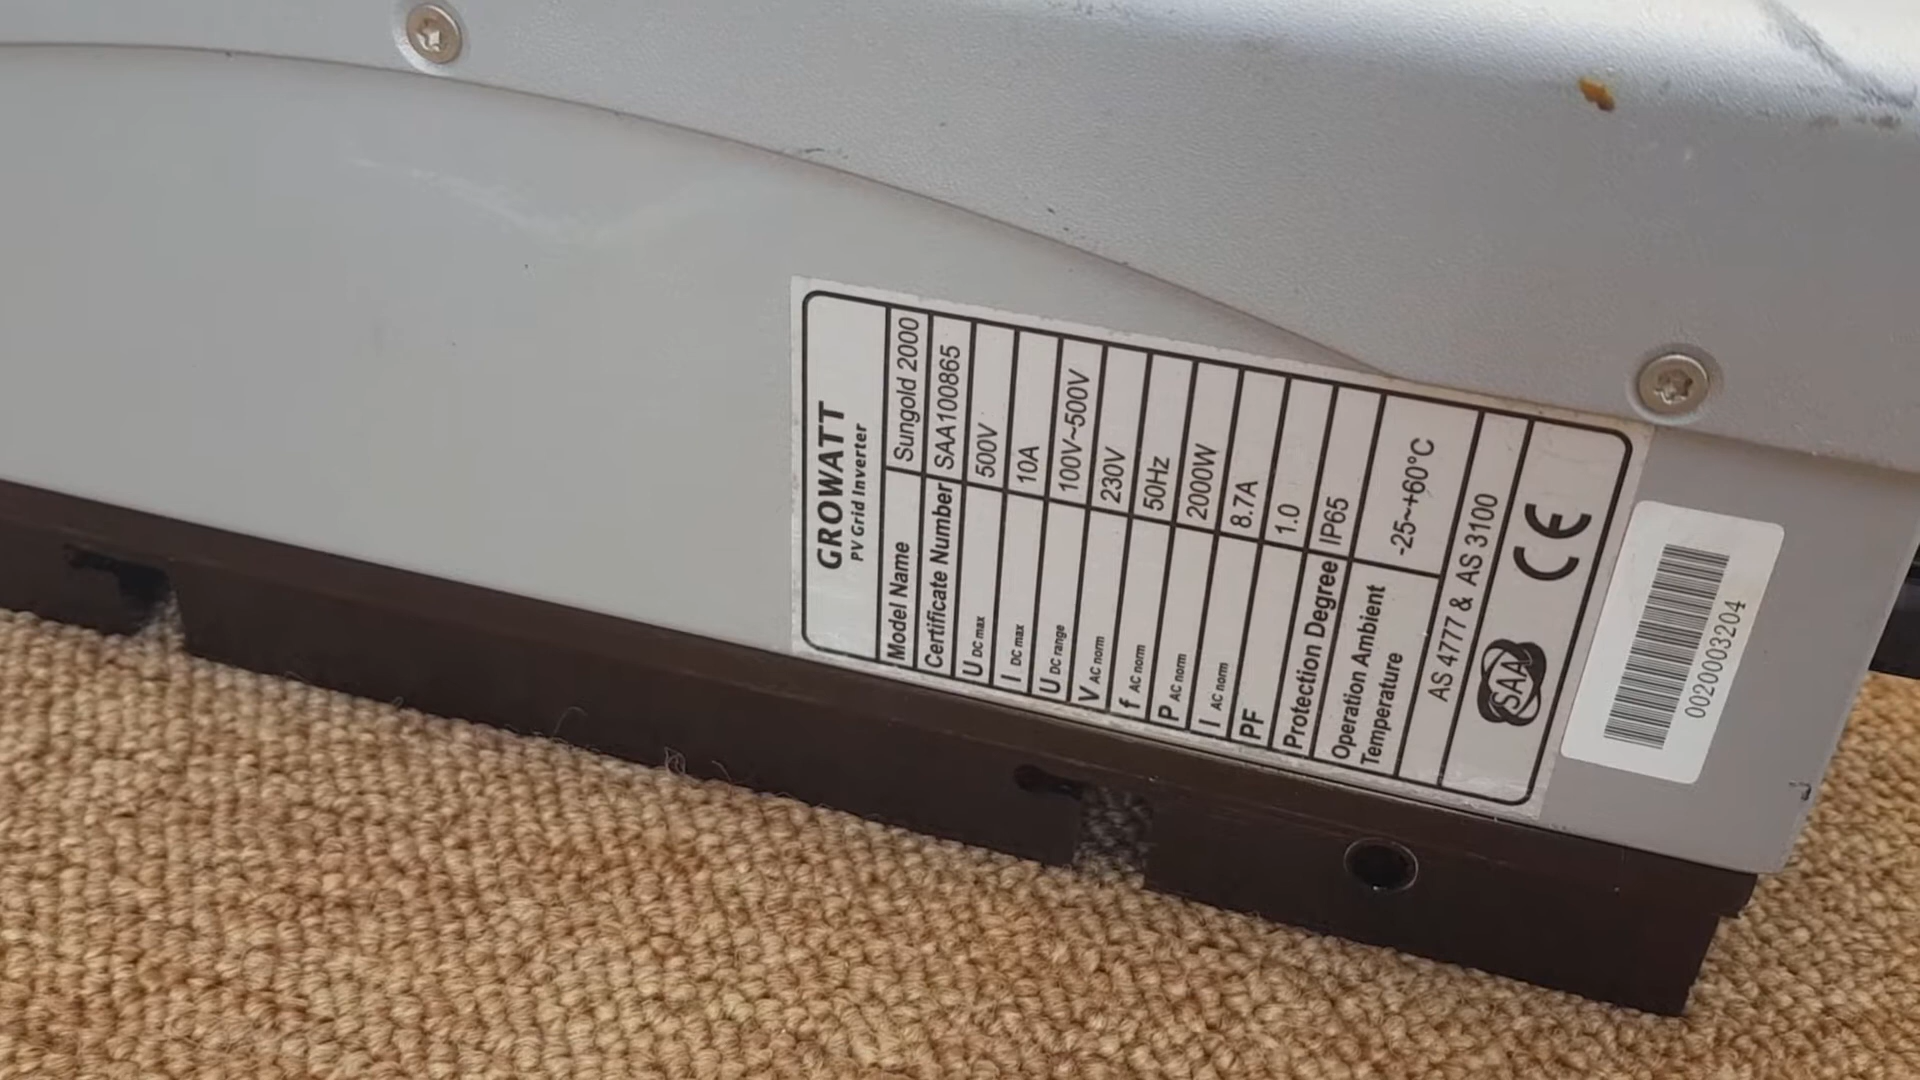 GROWATT
PV Grid Inverter
Model Name Sungold 2000
Certificate Number SAA100865
U DC max 500V
I DC max 10A
U DC range 100V~500V
V AC norm 230V
f AC norm 50Hz
P AC norm 2000W
I AC norm 8.7A
PF 1.0
Protection Degree IP65
Operation Ambient
Temperature -25~+60°C
AS 4777 & AS 3100
SAA CE
0020003204